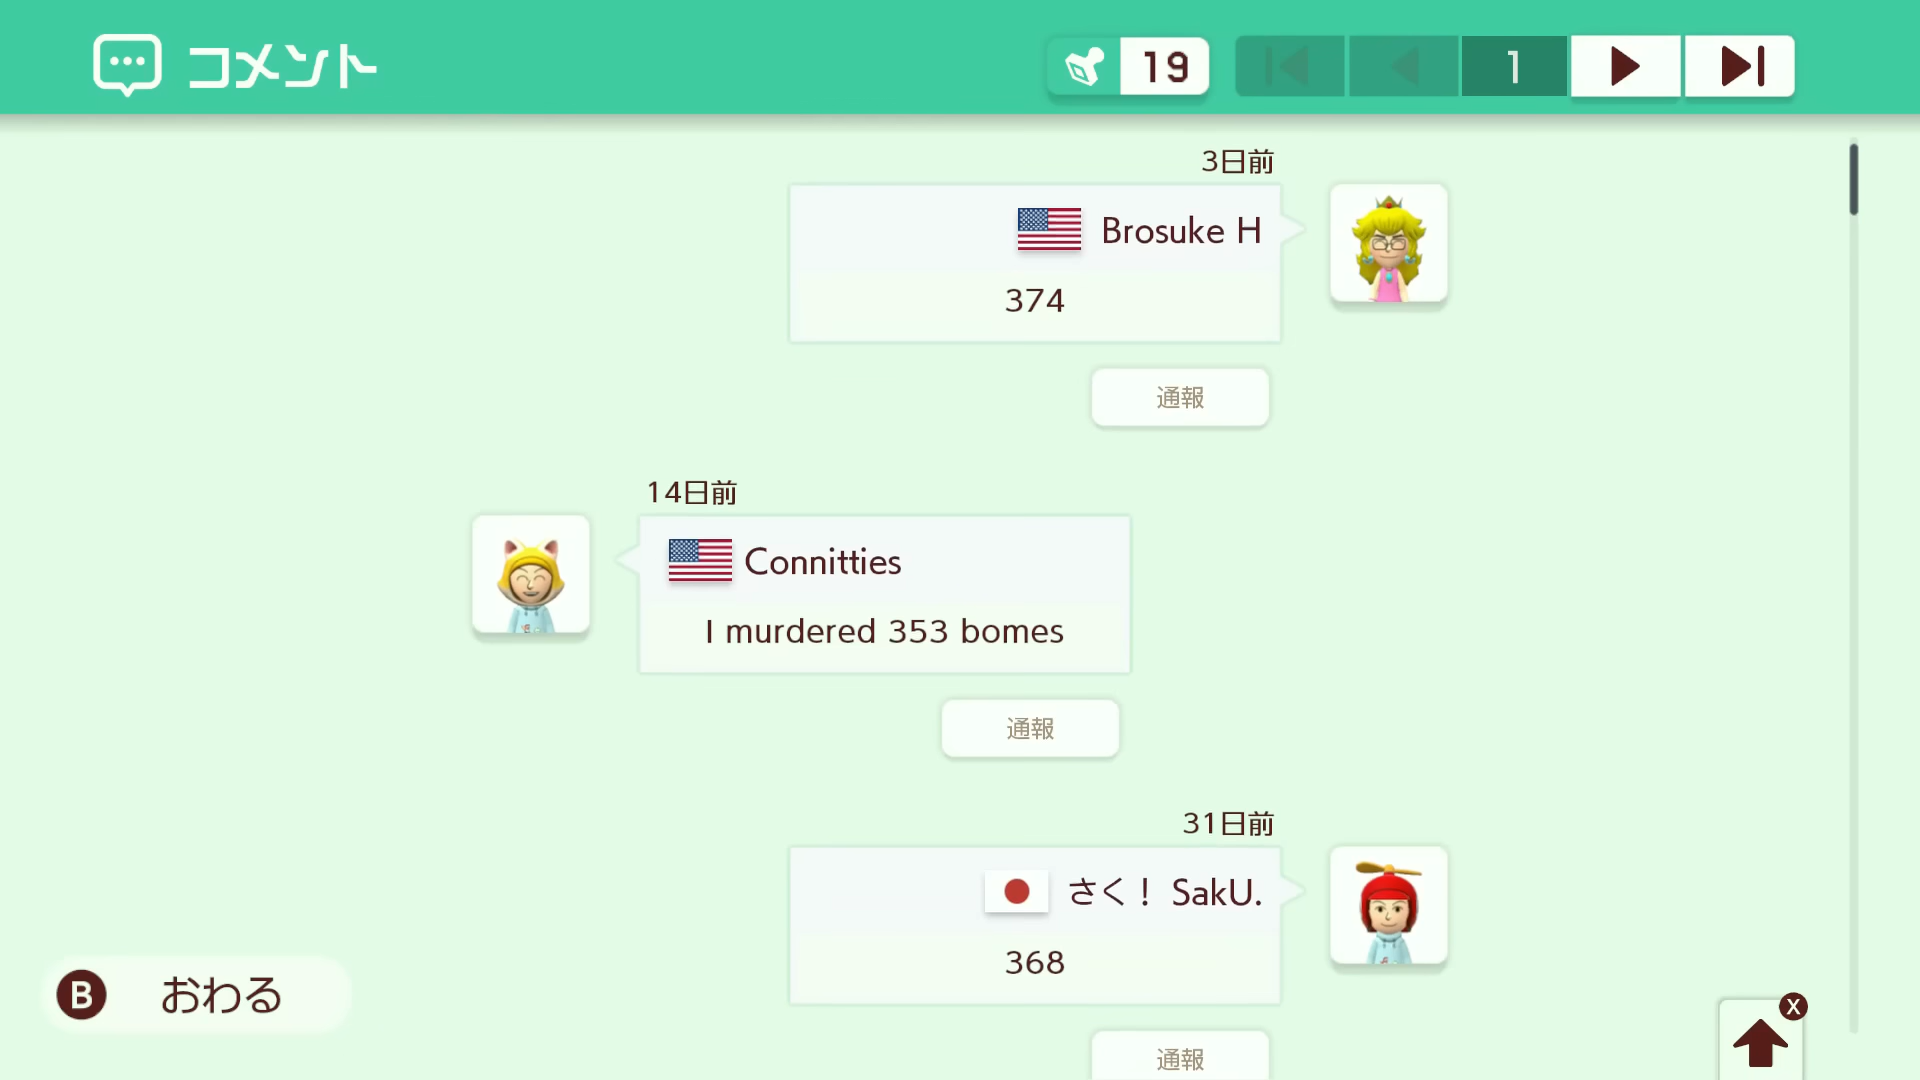 コメント
19
1
3日前
Brosuke H
374
通報
14日前
Connitties
I murdered 353 bomes
通報
31日前
さく！ SakU.
368
通報
B おわる
X